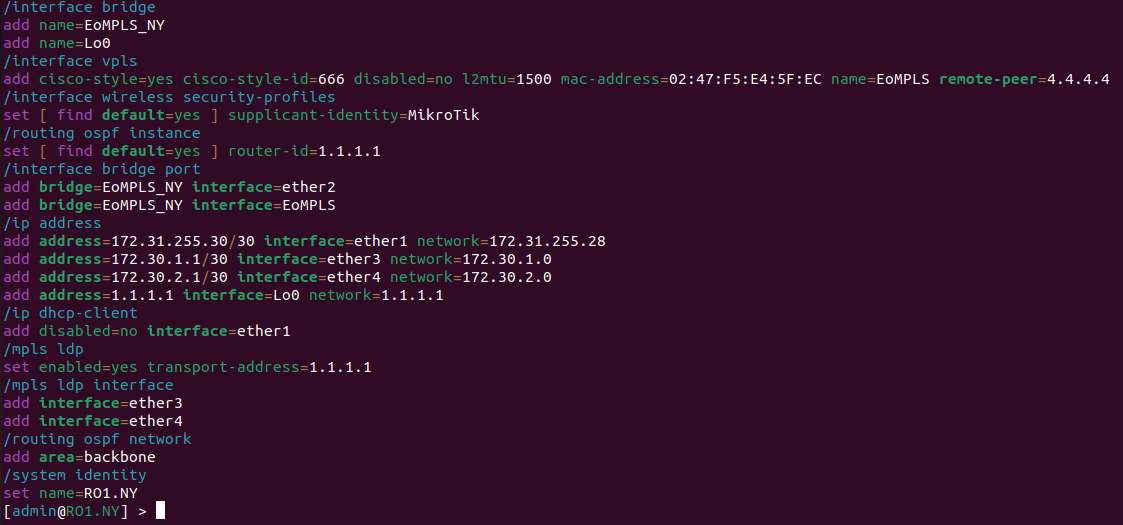 /interface bridge
add name=EoMPLS_NY
add name=Lo0
/interface vpls
add cisco-style=yes cisco-style-id=666 disabled=no l2mtu=1500 mac-address=02:47:F5:E4:5F:EC name=EoMPLS remote-peer=4.4.4.4
/interface wireless security-profiles
set [ find default=yes ] supplicant-identity=MikroTik
/routing ospf instance
set [ find default=yes ] router-id=1.1.1.1
/interface bridge port
add bridge=EoMPLS_NY interface=ether2
add bridge=EoMPLS_NY interface=EoMPLS
/ip address
add address=172.31.255.30/30 interface=ether1 network=172.31.255.28
add address=172.30.1.1/30 interface=ether3 network=172.30.1.0
add address=172.30.2.1/30 interface=ether4 network=172.30.2.0
add address=1.1.1.1 interface=Lo0 network=1.1.1.1
/ip dhcp-client
add disabled=no interface=ether1
/mpls ldp
set enabled=yes transport-address=1.1.1.1
/mpls ldp interface
add interface=ether3
add interface=ether4
/routing ospf network
add area=backbone
/system identity
set name=RO1.NY
[admin@RO1.NY] >